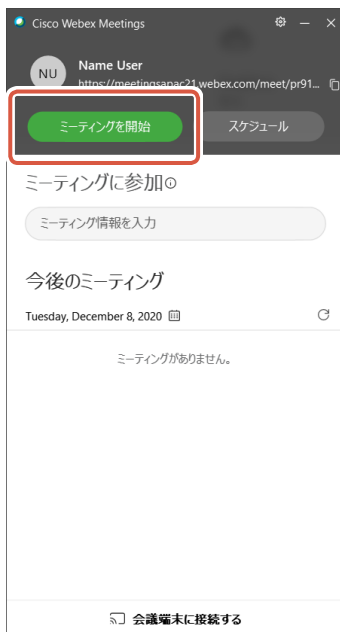 Cisco Webex Meetings
NU
Name User
https://meetingsapac21.webex.com/meet/pr91...
ミーティングを開始
スケジュール
ミーティングに参加
ミーティング情報を入力
今後のミーティング
Tuesday, December 8, 2020
ミーティングがありません。
会議端末に接続する